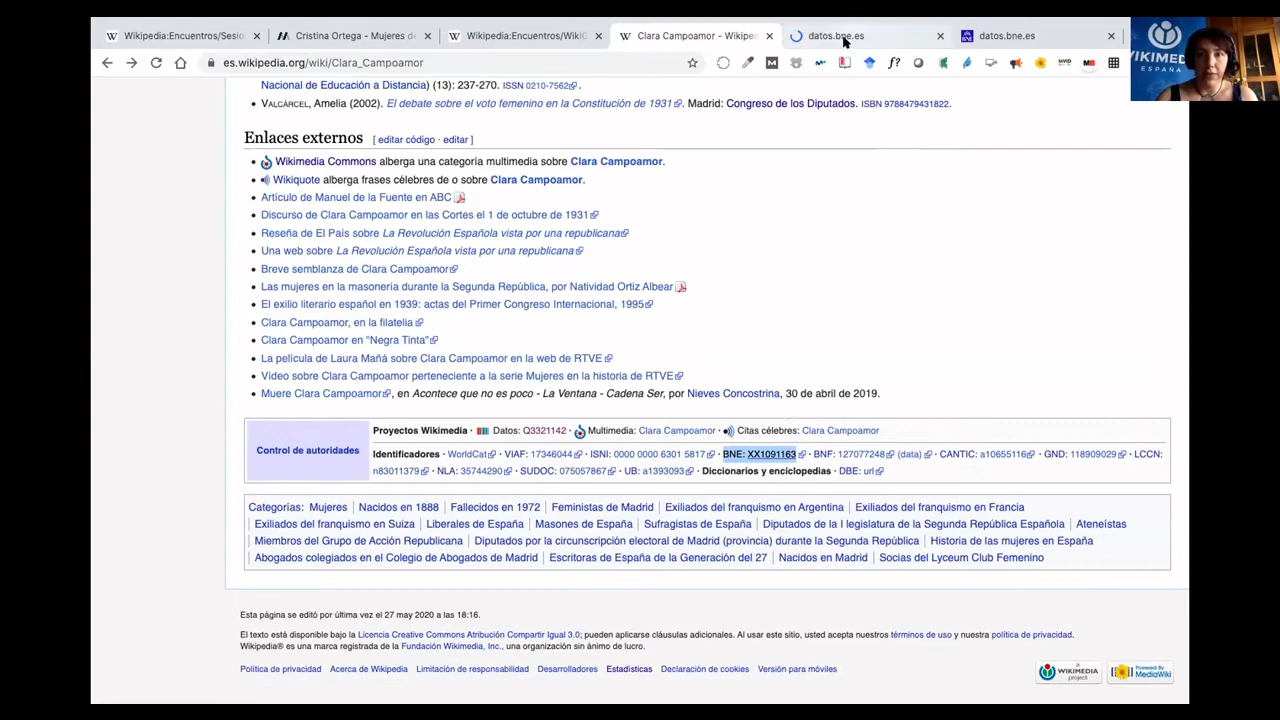 Wikipedia:Encuentros/Sesio
Cristina Ortega - Mujeres de
Wikipedia:Encuentros/WikiG
Clara Campoamor - Wikiped
datos.bne.es
datos.bne.es
es.wikipedia.org/wiki/Clara_Campoamor
WIKIMEDIA
ESPAÑA
Nacional de Educación a Distancia) (13): 237-270. ISSN 0210-7562.
VALCÁRCEL, Amelia (2002). El debate sobre el voto femenino en la Constitución de 1931. Madrid: Congreso de los Diputados. ISBN 9788479431822.
Enlaces externos [ editar código · editar ]
Wikimedia Commons alberga una categoría multimedia sobre Clara Campoamor.
Wikiquote alberga frases célebres de o sobre Clara Campoamor.
Artículo de Manuel de la Fuente en ABC
Discurso de Clara Campoamor en las Cortes el 1 de octubre de 1931
Reseña de El País sobre La Revolución Española vista por una republicana
Una web sobre La Revolución Española vista por una republicana
Breve semblanza de Clara Campoamor
Las mujeres en la masonería durante la Segunda República, por Natividad Ortiz Albear
El exilio literario español en 1939: actas del Primer Congreso Internacional, 1995
Clara Campoamor, en la filatelia
Clara Campoamor en "Negra Tinta"
La película de Laura Mañá sobre Clara Campoamor en la web de RTVE
Vídeo sobre Clara Campoamor perteneciente a la serie Mujeres en la historia de RTVE
Muere Clara Campoamor, en Acontece que no es poco - La Ventana - Cadena Ser, por Nieves Concostrina, 30 de abril de 2019.
Control de autoridades
Proyectos Wikimedia · Datos: Q3321142 · Multimedia: Clara Campoamor · Citas célebres: Clara Campoamor
Identificadores · WorldCat · VIAF: 17346044 · ISNI: 0000 0000 6301 5817 · BNE: XX1091163 · BNF: 127077248 (data) · CANTIC: a10655116 · GND: 118909029 · LCCN:
n83011379 · NLA: 35744290 · SUDOC: 075057867 · UB: a1393093 · Diccionarios y enciclopedias · DBE: url
Categorías: Mujeres | Nacidos en 1888 | Fallecidos en 1972 | Feministas de Madrid | Exiliados del franquismo en Argentina | Exiliados del franquismo en Francia
| Exiliados del franquismo en Suiza | Liberales de España | Masones de España | Sufragistas de España | Diputados de la I legislatura de la Segunda República Española | Ateneístas
| Miembros del Grupo de Acción Republicana | Diputados por la circunscripción electoral de Madrid (provincia) durante la Segunda República | Historia de las mujeres en España
| Abogados colegiados en el Colegio de Abogados de Madrid | Escritoras de España de la Generación del 27 | Nacidos en Madrid | Socias del Lyceum Club Femenino
Esta página se editó por última vez el 27 may 2020 a las 18:16.
El texto está disponible bajo la Licencia Creative Commons Atribución Compartir Igual 3.0; pueden aplicarse cláusulas adicionales. Al usar este sitio, usted acepta nuestros términos de uso y nuestra política de privacidad.
Wikipedia® es una marca registrada de la Fundación Wikimedia, Inc., una organización sin ánimo de lucro.
Política de privacidad Acerca de Wikipedia Limitación de responsabilidad Desarrolladores Estadísticas Declaración de cookies Versión para móviles
A WIKIMEDIA project
Powered By MediaWiki